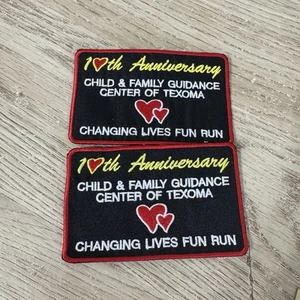 10th Anniversary
CHILD & FAMILY GUIDANCE
CENTER OF TEXOMA
CHANGING LIVES FUN RUN
10th Anniversary
CHILD & FAMILY GUIDANCE
CENTER OF TEXOMA
CHANGING LIVES FUN RUN